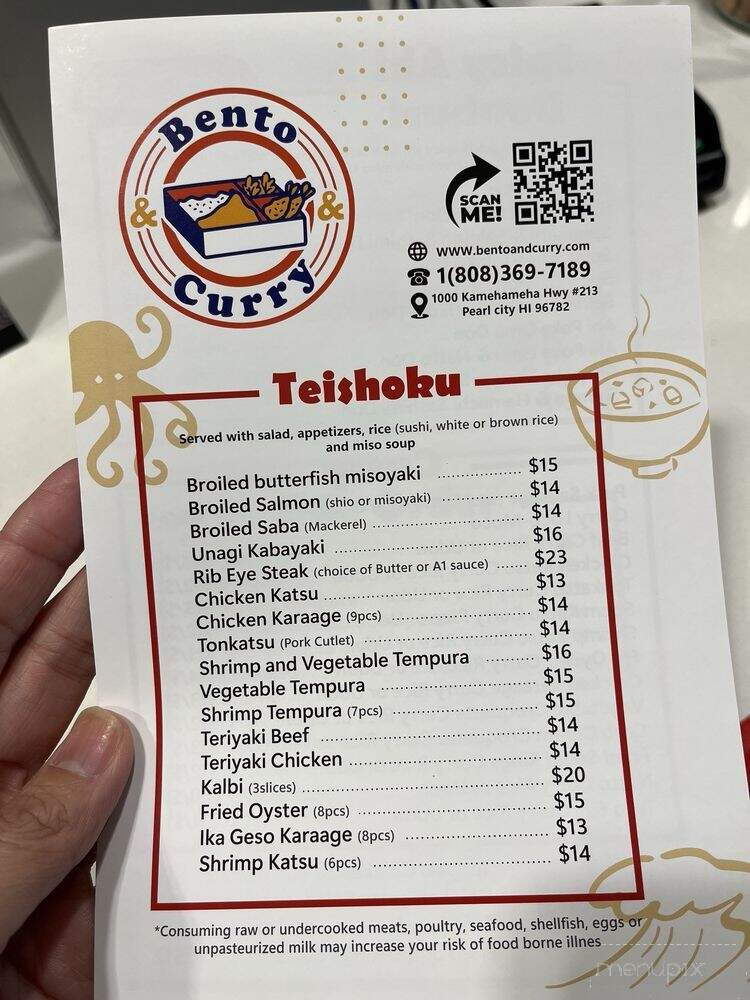 Bento
&
&
Curry
SCAN
ME!
www.bentoandcurry.com
1(808)369-7189
1000 Kamehameha Hwy #213
Pearl city HI 96782
Teishoku
Served with salad, appetizers, rice (sushi, white or brown rice)
and miso soup
Broiled butterfish misoyaki ................... $15
Broiled Salmon (shio or misoyaki) .................. $14
Broiled Saba (Mackerel) ................................. $14
Unagi Kabayaki .......................................... $16
Rib Eye Steak (choice of Butter or A1 sauce) ....... $23
Chicken Katsu ............................................. $13
Chicken Karaage (9pcs) .............................. $14
Tonkatsu (Pork Cutlet) .................................... $14
Shrimp and Vegetable Tempura .......... $16
Vegetable Tempura .................................. $15
Shrimp Tempura (7pcs) ................................. $15
Teriyaki Beef ................................................ $14
Teriyaki Chicken .......................................... $14
Kalbi (3slices) .................................................... $20
Fried Oyster (8pcs) ........................................ $15
Ika Geso Karaage (8pcs) ................................. $13
Shrimp Katsu (6pcs) ...................................... $14
*Consuming raw or undercooked meats, poultry, seafood, shellfish, eggs or
unpasteurized milk may increase your risk of food borne illnes
menupix